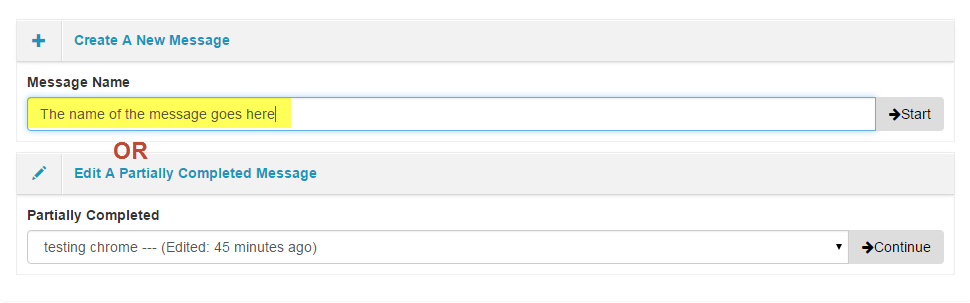 Create A New Message
Message Name
The name of the message goes here
Start
OR
Edit A Partially Completed Message
Partially Completed
testing chrome --- (Edited: 45 minutes ago)
Continue